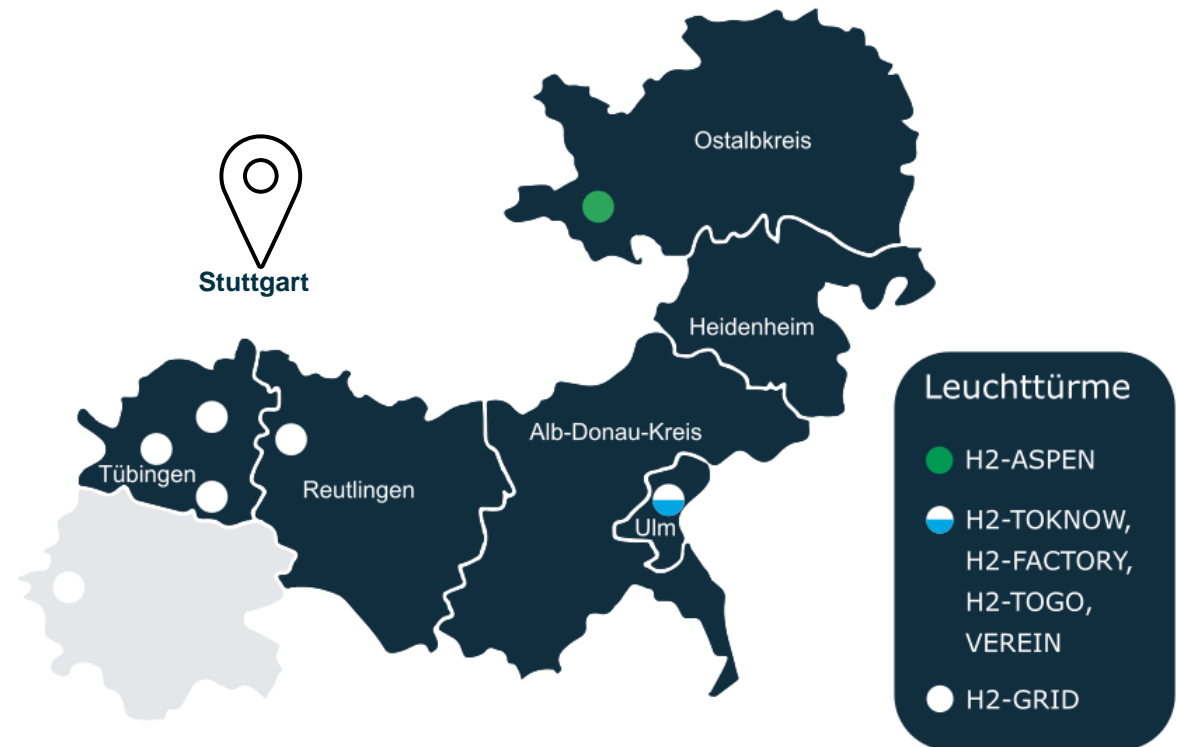 Ostalbkreis
Stuttgart
Heidenheim
Leuchttürme
Alb-Donau-Kreis
H2-ASPEN
Tübingen
Reutlingen
Ulm
H2-TOKNOW,
H2-FACTORY,
H2-TOGO,
VEREIN
H2-GRID